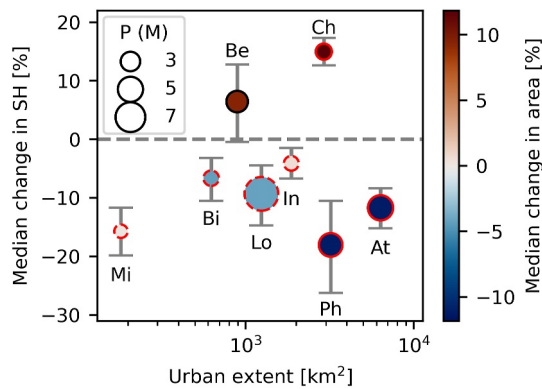 P (M)
3
5
7
Be
Ch
Bi
Lo
In
Mi
Ph
At
20
10
0
−10
−20
−30
Median change in SH [%]
10³
10⁴
Urban extent [km²]
10
5
0
−5
−10
Median change in area [%]